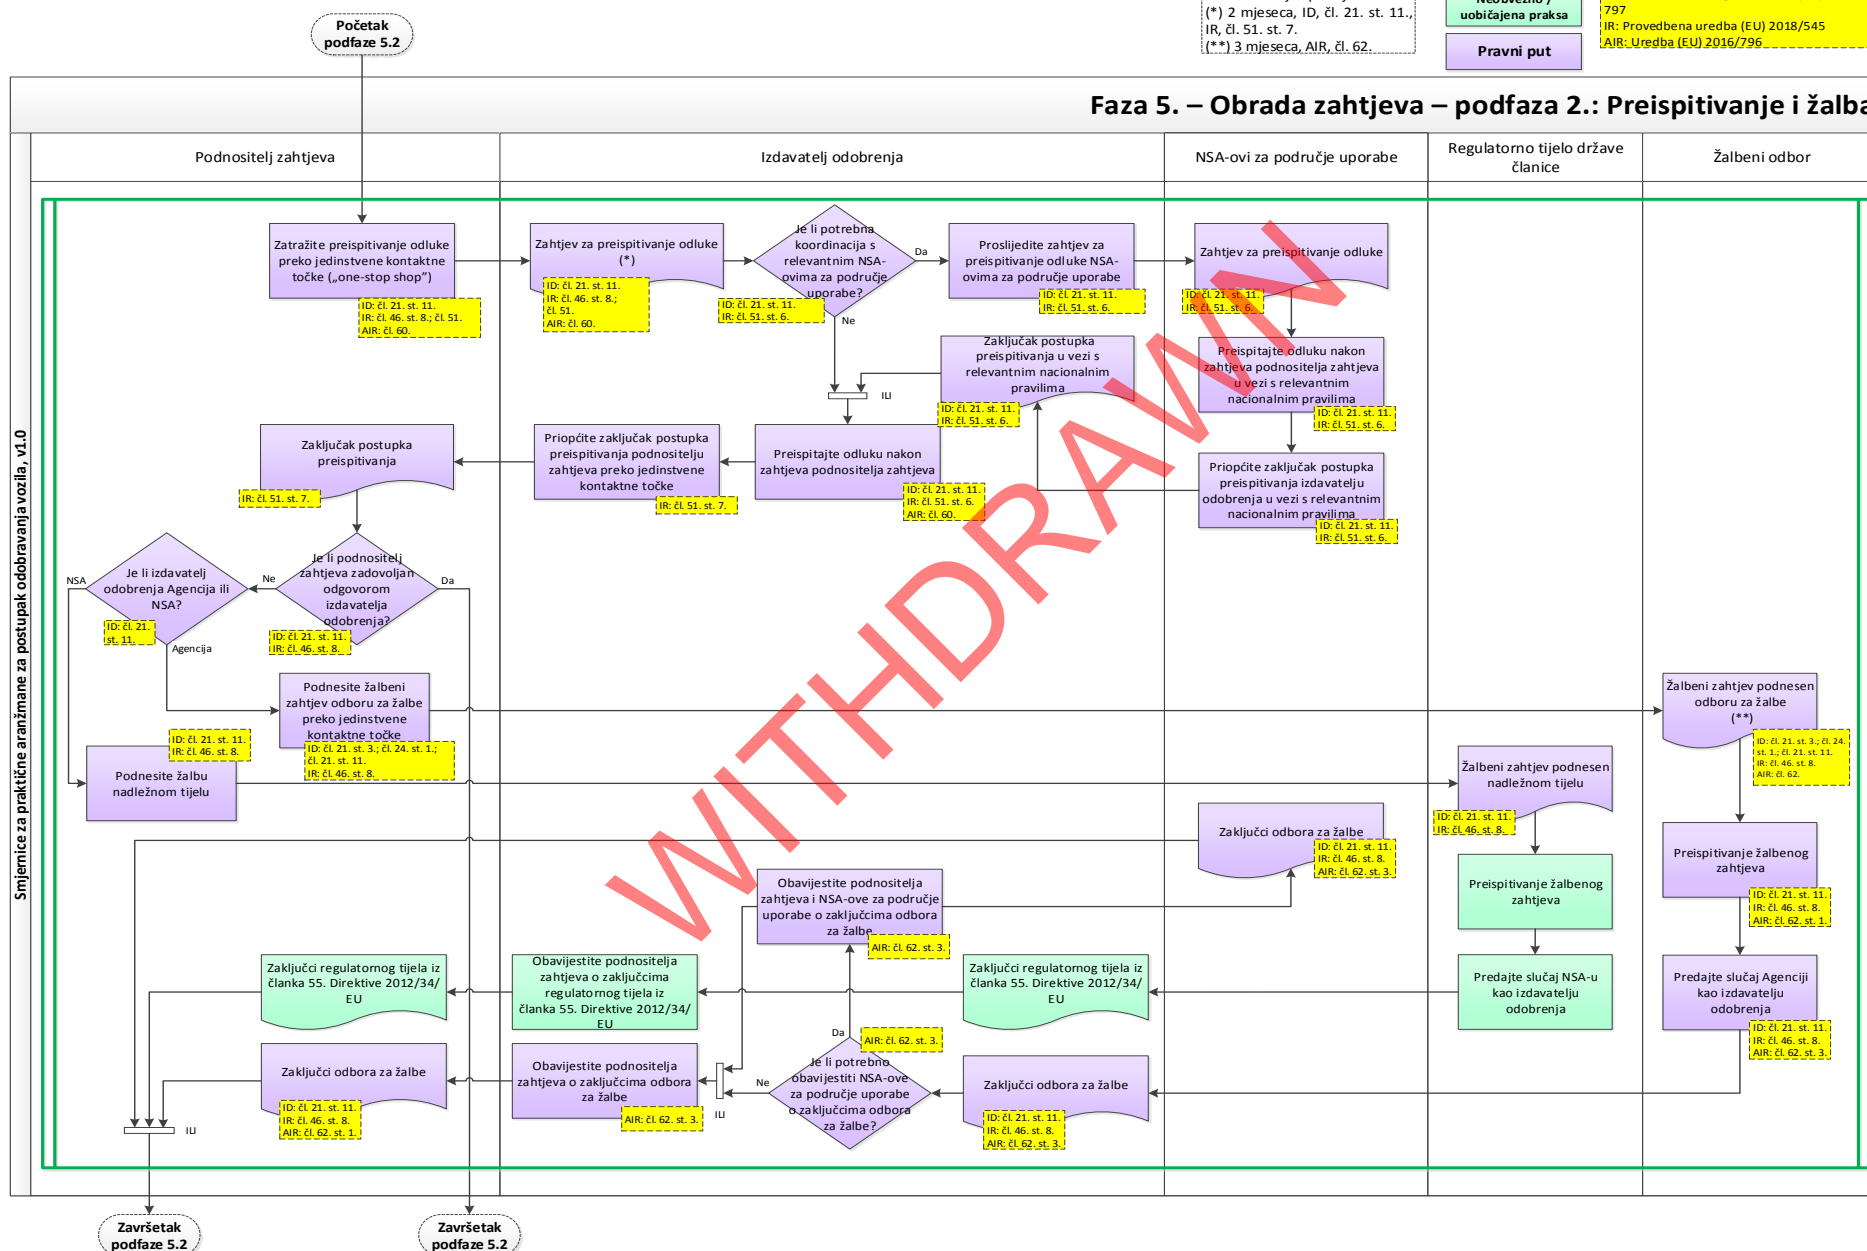 Početak
podfaze 5.2
(*) 2 mjeseca, ID, čl. 21. st. 11.,
IR, čl. 51. st. 7.
(**) 3 mjeseca, AIR, čl. 62.
uobičajena praksa
Pravni put
797
IR: Provedbena uredba (EU) 2018/545
AIR: Uredba (EU) 2016/796
Faza 5. – Obrada zahtjeva – podfaza 2.: Preispitivanje i žalba
Smjernice za praktične aranžmane za postupak odobravanja vozila, v1.0
Podnositelj zahtjeva
Izdavatelj odobrenja
NSA-ovi za područje uporabe
Regulatorno tijelo države
članice
Žalbeni odbor
Zatražite preispitivanje odluke
preko jedinstvene kontaktne
točke („one-stop shop”)
ID: čl. 21. st. 11.
IR: čl. 46. st. 8.; čl. 51.
AIR: čl. 60.
Zahtjev za preispitivanje odluke
(*)
ID: čl. 21. st. 11.
IR: čl. 46. st. 8.;
čl. 51.
AIR: čl. 60.
Je li potrebna
koordinacija s
relevantnim NSA-
ovima za područje
uporabe?
Da
Ne
ID: čl. 21. st. 11.
IR: čl. 51. st. 6.
Proslijedite zahtjev za
preispitivanje odluke NSA-
ovima za područje uporabe
ID: čl. 21. st. 11.
IR: čl. 51. st. 6.
Zahtjev za preispitivanje odluke
ID: čl. 21. st. 11.
IR: čl. 51. st. 6.
Zaključak postupka
preispitivanja u vezi s
relevantnim nacionalnim
pravilima
ID: čl. 21. st. 11.
IR: čl. 51. st. 6.
ILI
Preispitajte odluku nakon
zahtjeva podnositelja zahtjeva
u vezi s relevantnim
nacionalnim pravilima
ID: čl. 21. st. 11.
IR: čl. 51. st. 6.
Zaključak postupka
preispitivanja
IR: čl. 51. st. 7.
Priopćite zaključak postupka
preispitivanja podnositelju
zahtjeva preko jedinstvene
kontaktne točke
IR: čl. 51. st. 7.
Preispitajte odluku nakon
zahtjeva podnositelja zahtjeva
ID: čl. 21. st. 11.
IR: čl. 51. st. 6.
AIR: čl. 60.
Priopćite zaključak postupka
preispitivanja izdavatelju
odobrenja u vezi s relevantnim
nacionalnim pravilima
ID: čl. 21. st. 11.
IR: čl. 51. st. 6.
NSA
Je li izdavatelj
odobrenja Agencija ili
NSA?
ID: čl. 21.
st. 11.
Agencija
Ne
Je li podnositelj
zahtjeva zadovoljan
odgovorom
izdavatelja
odobrenja?
Da
ID: čl. 21. st. 11.
IR: čl. 46. st. 8.
Podnesite žalbeni
zahtjev odboru za žalbe
preko jedinstvene
kontaktne točke
ID: čl. 21. st. 3.; čl. 24. st. 1.;
čl. 21. st. 11.
IR: čl. 46. st. 8.
Žalbeni zahtjev podnesen
odboru za žalbe
(**)
ID: čl. 21. st. 3.; čl. 24.
st. 1.; čl. 21. st. 11.
IR: čl. 46. st. 8.
AIR: čl. 62.
ID: čl. 21. st. 11.
IR: čl. 46. st. 8.
Podnesite žalbu
nadležnom tijelu
Žalbeni zahtjev podnesen
nadležnom tijelu
ID: čl. 21. st. 11.
IR: čl. 46. st. 8.
Zaključci odbora za žalbe
ID: čl. 21. st. 11.
IR: čl. 46. st. 8.
AIR: čl. 62. st. 3.
Preispitivanje žalbenog
zahtjeva
Preispitivanje žalbenog
zahtjeva
ID: čl. 21. st. 11.
IR: čl. 46. st. 8.
AIR: čl. 62. st. 1.
Obavijestite podnositelja
zahtjeva i NSA-ove za područje
uporabe o zaključcima odbora
za žalbe
AIR: čl. 62. st. 3.
Zaključci regulatornog tijela iz
članka 55. Direktive 2012/34/
EU
Obavijestite podnositelja
zahtjeva o zaključcima
regulatornog tijela iz
članka 55. Direktive 2012/34/
EU
Zaključci regulatornog tijela iz
članka 55. Direktive 2012/34/
EU
Predajte slučaj NSA-u
kao izdavatelju
odobrenja
Predajte slučaj Agenciji
kao izdavatelju
odobrenja
ID: čl. 21. st. 11.
IR: čl. 46. st. 8.
AIR: čl. 62. st. 3.
Zaključci odbora za žalbe
ID: čl. 21. st. 11.
IR: čl. 46. st. 8.
AIR: čl. 62. st. 1.
Obavijestite podnositelja
zahtjeva o zaključcima odbora
za žalbe
AIR: čl. 62. st. 3.
ILI
Ne
Da
AIR: čl. 62. st. 3.
Je li potrebno
obavijestiti NSA-ove
za područje uporabe
o zaključcima odbora
za žalbe?
Zaključci odbora za žalbe
ID: čl. 21. st. 11.
IR: čl. 46. st. 8.
AIR: čl. 62. st. 3.
ILI
Završetak
podfaze 5.2
Završetak
podfaze 5.2
WITHDRAWN